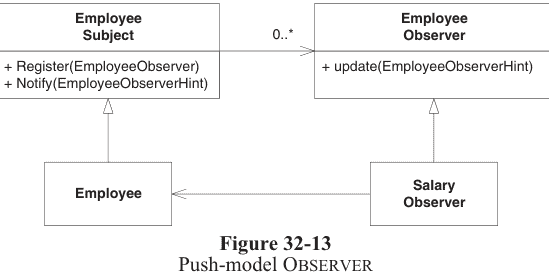 Employee
Subject
+ Register(EmployeeObserver)
+ Notify(EmployeeObserverHint)
0..*
Employee
Observer
+ update(EmployeeObserverHint)
Employee
Salary
Observer
Figure 32-13
Push-model OBSERVER